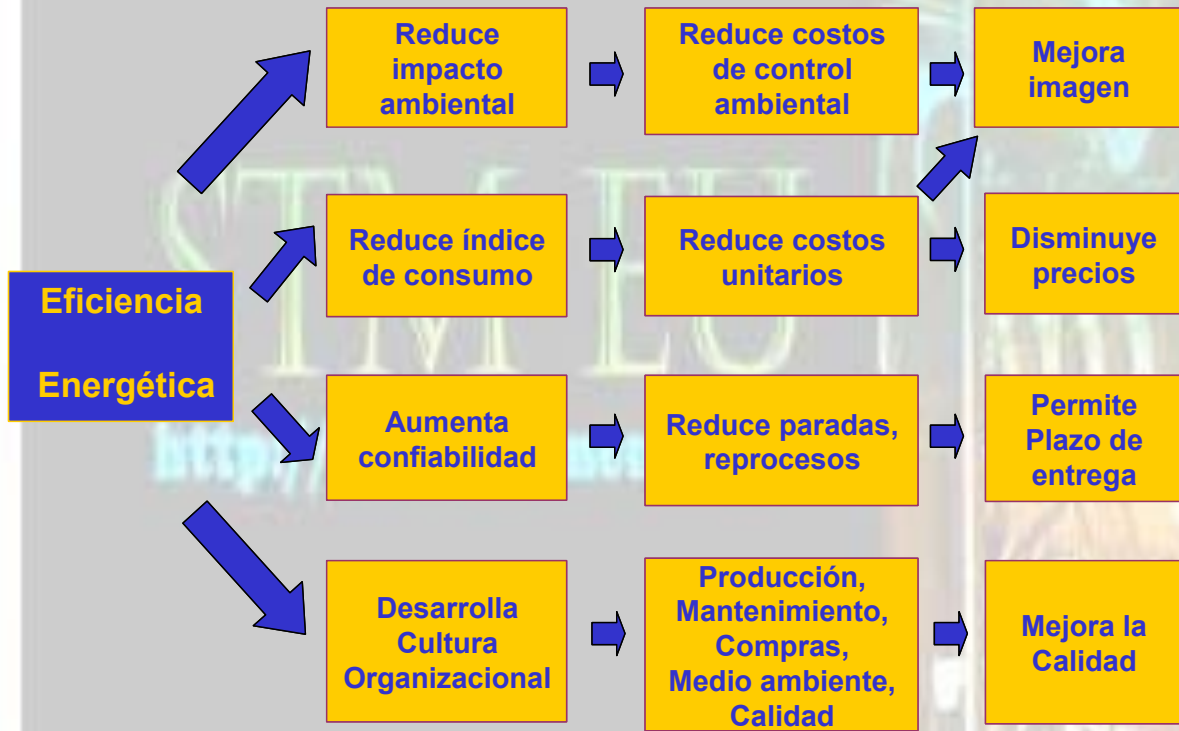 Reduce
impacto
ambiental
Reduce costos
de control
ambiental
Mejora
imagen
Eficiencia
Energética
Reduce índice
de consumo
Reduce costos
unitarios
Disminuye
precios
Aumenta
confiabilidad
Reduce paradas,
reprocesos
Permite
Plazo de
entrega
Desarrolla
Cultura
Organizacional
Producción,
Mantenimiento,
Compras,
Medio ambiente,
Calidad
Mejora la
Calidad
STM EU